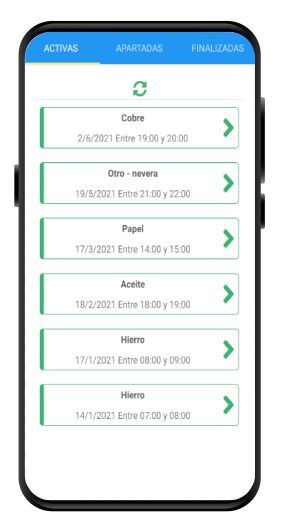 ACTIVAS APARTADAS FINALIZADAS
Cobre
2/6/2021 Entre 19:00 y 20:00
Otro - nevera
19/5/2021 Entre 21:00 y 22:00
Papel
17/3/2021 Entre 14:00 y 15:00
Aceite
18/2/2021 Entre 18:00 y 19:00
Hierro
17/1/2021 Entre 08:00 y 09:00
Hierro
14/1/2021 Entre 07:00 y 08:00